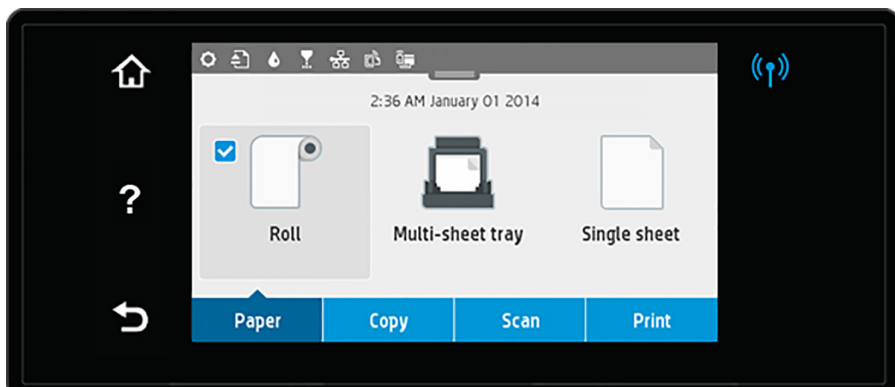 2:36 AM January 01 2014
?
Roll
Multi-sheet tray
Single sheet
Paper
Copy
Scan
Print